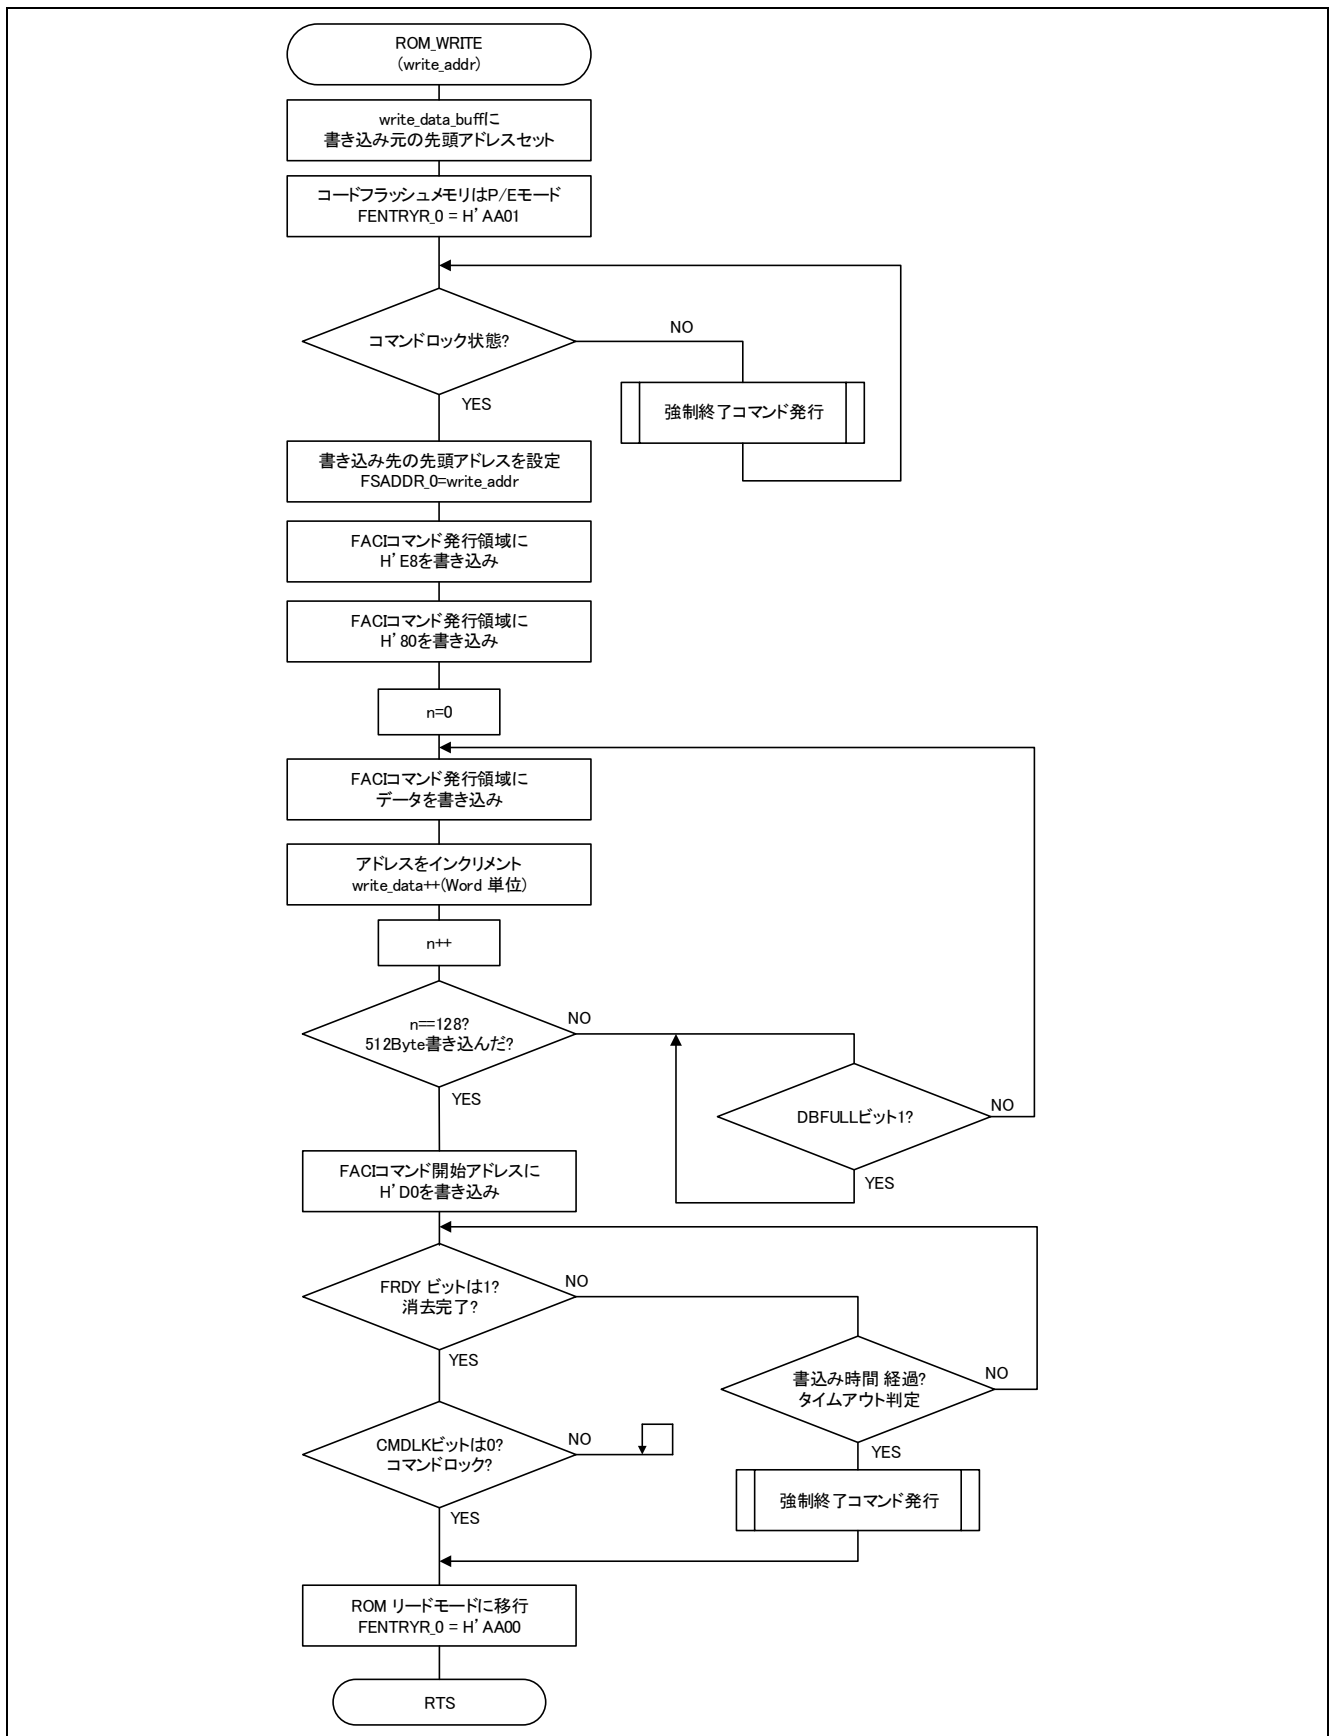 ROM_WRITE
(write_addr)
write_data_buffに
書き込み元の先頭アドレスセット
コードフラッシュメモリはP/Eモード
FENTRYR_0 = H’AA01
コマンドロック状態?
NO
強制終了コマンド発行
YES
書き込み先の先頭アドレスを設定
FSADDR_0=write_addr
FACIコマンド発行領域に
H’E8を書き込み
FACIコマンド発行領域に
H’80を書き込み
n=0
FACIコマンド発行領域に
データを書き込み
アドレスをインクリメント
write_data++(Word 単位)
n++
n==128?
512Byte書き込んだ?
NO
YES
DBFULLビット1?
NO
YES
FACIコマンド開始アドレスに
H’D0を書き込み
FRDY ビットは1?
消去完了?
NO
YES
書込み時間 経過?
タイムアウト判定
NO
YES
CMDLKビットは0?
コマンドロック?
NO
強制終了コマンド発行
YES
ROM リードモードに移行
FENTRYR_0 = H’AA00
RTS